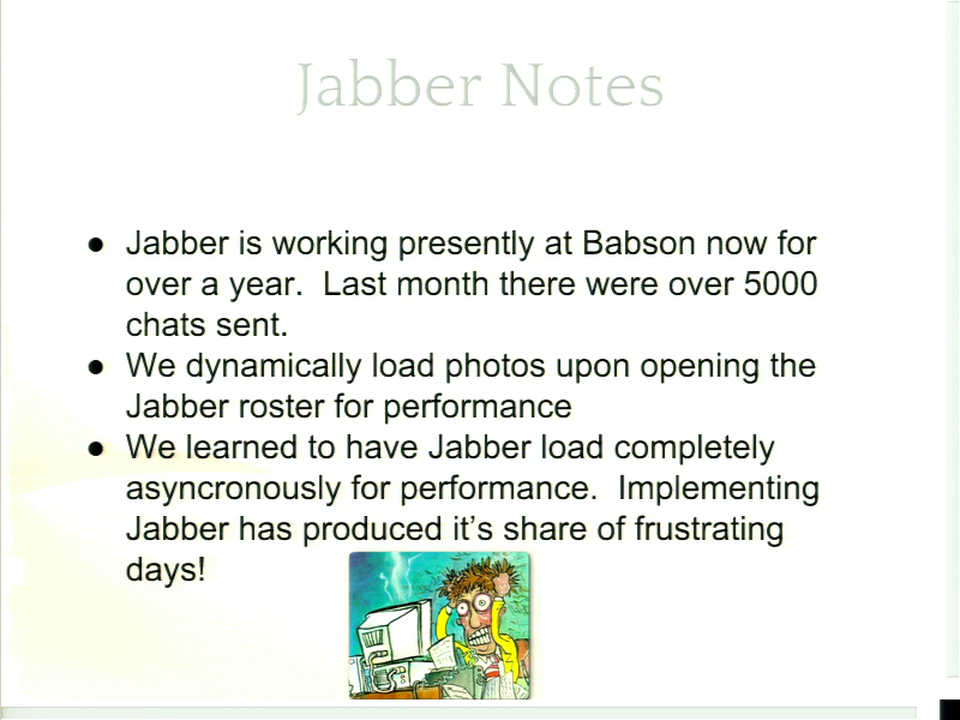 Jabber Notes
● Jabber is working presently at Babson now for
over a year.  Last month there were over 5000
chats sent.
● We dynamically load photos upon opening the
Jabber roster for performance
● We learned to have Jabber load completely
asyncronously for performance.  Implementing
Jabber has produced it’s share of frustrating
days!